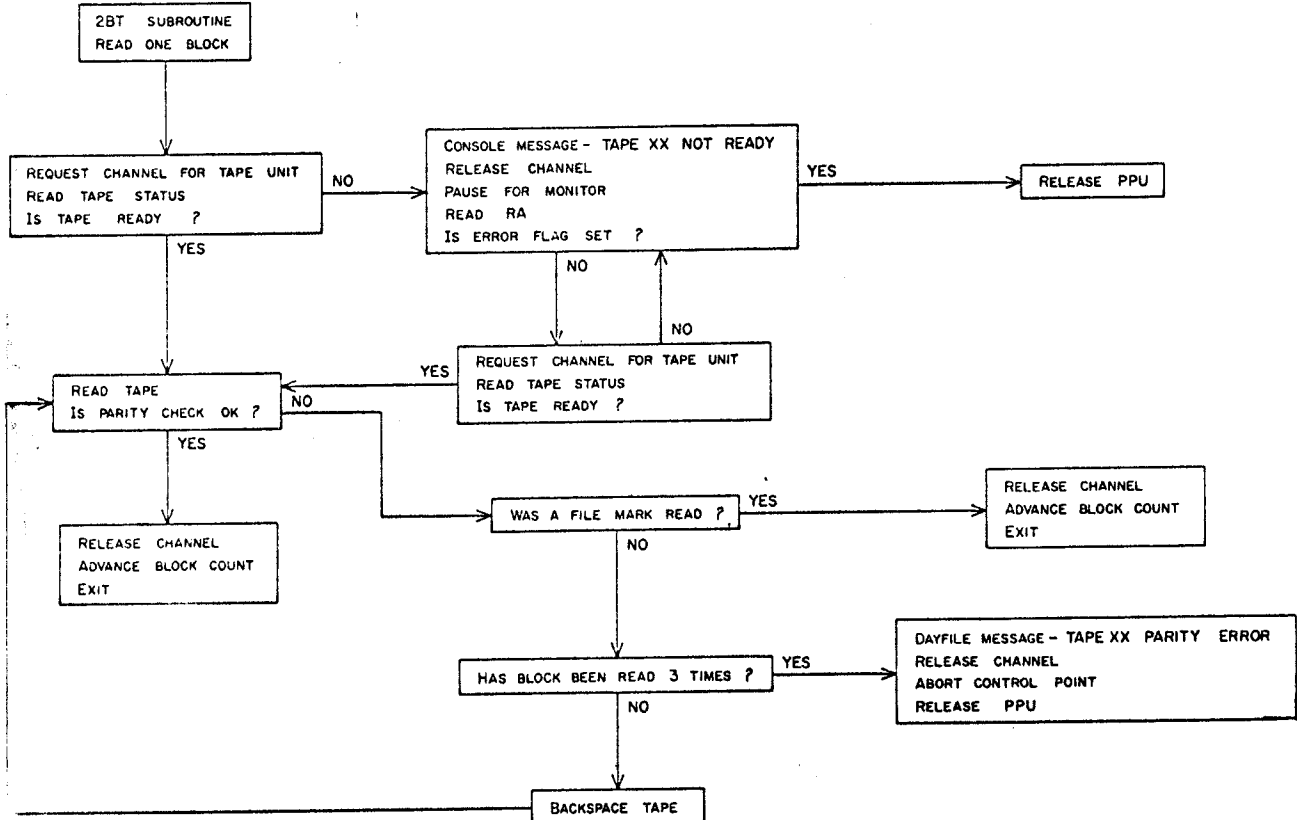 2BT SUBROUTINE
READ ONE BLOCK
REQUEST CHANNEL FOR TAPE UNIT
READ TAPE STATUS
IS TAPE READY ?
NO
YES
CONSOLE MESSAGE - TAPE XX NOT READY
RELEASE CHANNEL
PAUSE FOR MONITOR
READ RA
IS ERROR FLAG SET ?
YES
RELEASE PPU
NO
NO
REQUEST CHANNEL FOR TAPE UNIT
READ TAPE STATUS
IS TAPE READY ?
YES
READ TAPE
IS PARITY CHECK OK ?
NO
YES
RELEASE CHANNEL
ADVANCE BLOCK COUNT
EXIT
WAS A FILE MARK READ ?
YES
RELEASE CHANNEL
ADVANCE BLOCK COUNT
EXIT
NO
HAS BLOCK BEEN READ 3 TIMES ?
YES
DAYFILE MESSAGE - TAPE XX PARITY ERROR
RELEASE CHANNEL
ABORT CONTROL POINT
RELEASE PPU
NO
BACKSPACE TAPE